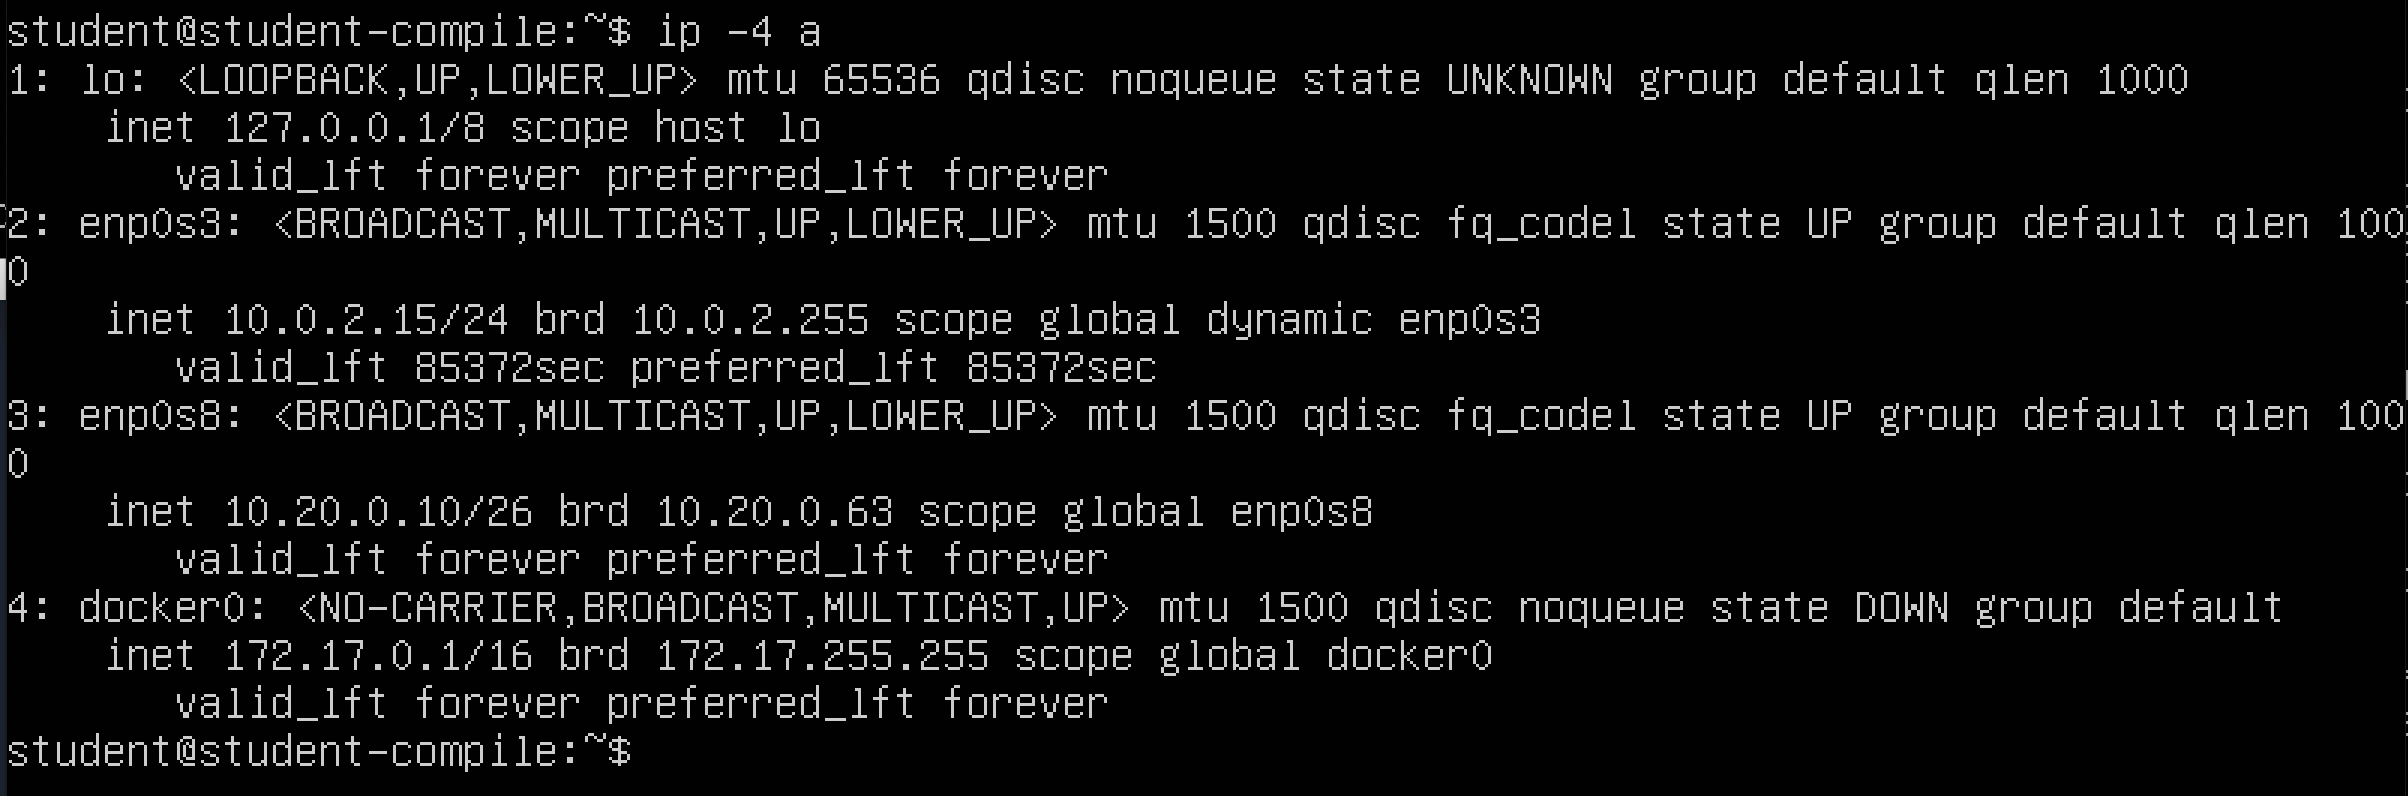 student@student-compile:~$ ip -4 a
1: lo: <LOOPBACK,UP,LOWER_UP> mtu 65536 qdisc noqueue state UNKNOWN group default qlen 1000
    inet 127.0.0.1/8 scope host lo
       valid_lft forever preferred_lft forever
2: enp0s3: <BROADCAST,MULTICAST,UP,LOWER_UP> mtu 1500 qdisc fq_codel state UP group default qlen 100
0
    inet 10.0.2.15/24 brd 10.0.2.255 scope global dynamic enp0s3
       valid_lft 85372sec preferred_lft 85372sec
3: enp0s8: <BROADCAST,MULTICAST,UP,LOWER_UP> mtu 1500 qdisc fq_codel state UP group default qlen 100
0
    inet 10.20.0.10/26 brd 10.20.0.63 scope global enp0s8
       valid_lft forever preferred_lft forever
4: docker0: <NO-CARRIER,BROADCAST,MULTICAST,UP> mtu 1500 qdisc noqueue state DOWN group default
    inet 172.17.0.1/16 brd 172.17.255.255 scope global docker0
       valid_lft forever preferred_lft forever
student@student-compile:~$